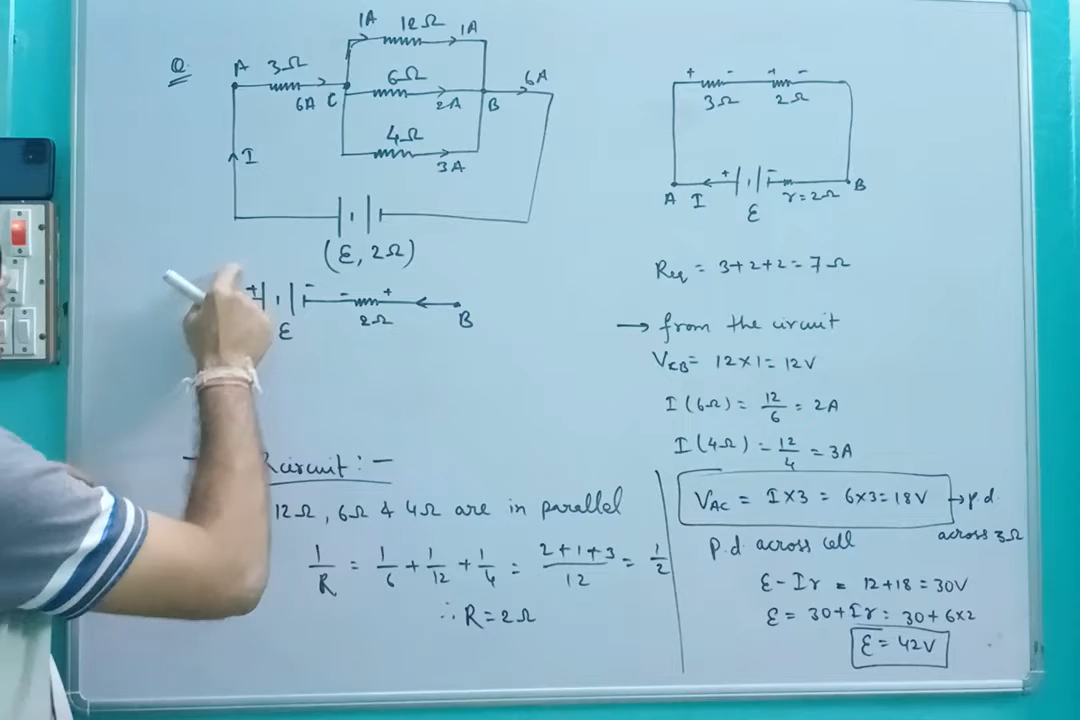 Q.
1A 12Ω 1A
A 3Ω 6A C
6Ω 2A B 6A
4Ω 3A
I
(ε, 2Ω)
+ - - +
ε 2Ω B
circuit:-
12Ω, 6Ω & 4Ω are in parallel
1/R = 1/6 + 1/12 + 1/4 = 2+1+3/12 = 1/2
∴ R = 2Ω
+ - + -
3Ω 2Ω
+ -
A I ε r=2Ω B
Req = 3+2+2 = 7Ω
→ from the circuit
VCB = 12×1 = 12V
I(6Ω) = 12/6 = 2A
I(4Ω) = 12/4 = 3A
VAC = I×3 = 6×3 = 18V → p.d.
across 3Ω
P.d across cell
ε-Ir = 12+18 = 30V
ε = 30+Ir = 30+6×2
ε = 42V